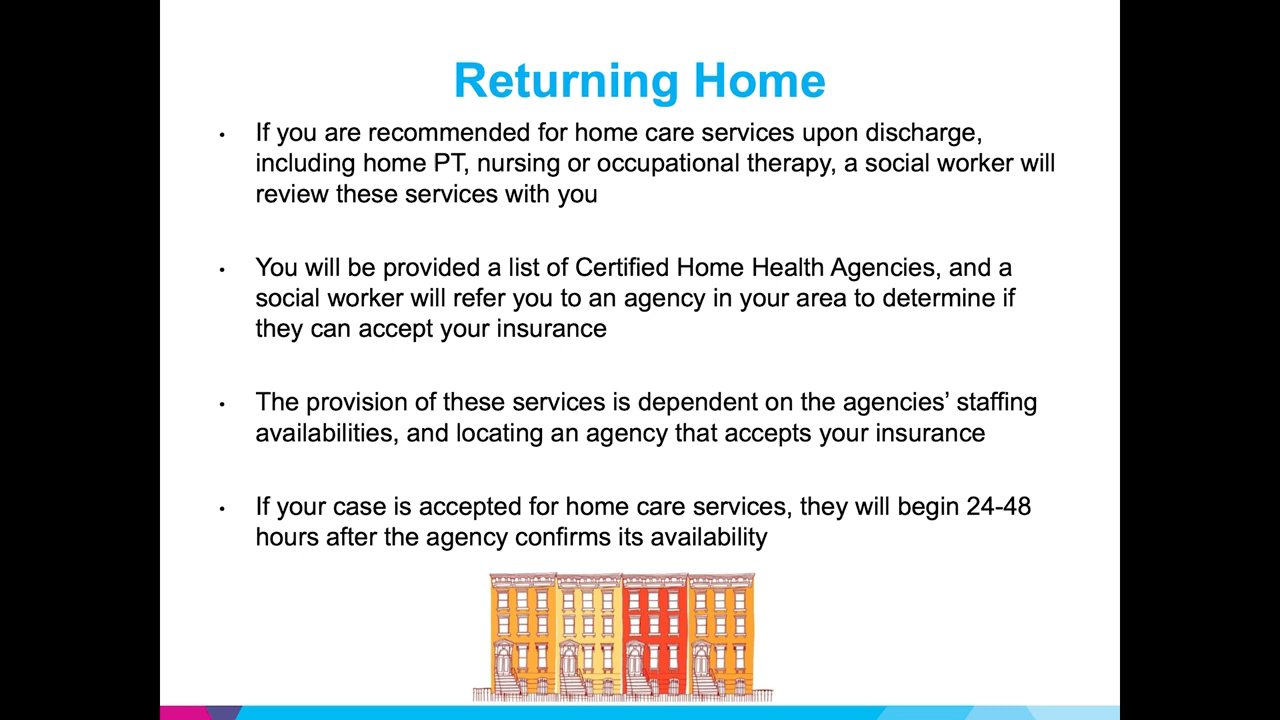 Returning Home
• If you are recommended for home care services upon discharge,
including home PT, nursing or occupational therapy, a social worker will
review these services with you
• You will be provided a list of Certified Home Health Agencies, and a
social worker will refer you to an agency in your area to determine if
they can accept your insurance
• The provision of these services is dependent on the agencies’ staffing
availabilities, and locating an agency that accepts your insurance
• If your case is accepted for home care services, they will begin 24-48
hours after the agency confirms its availability